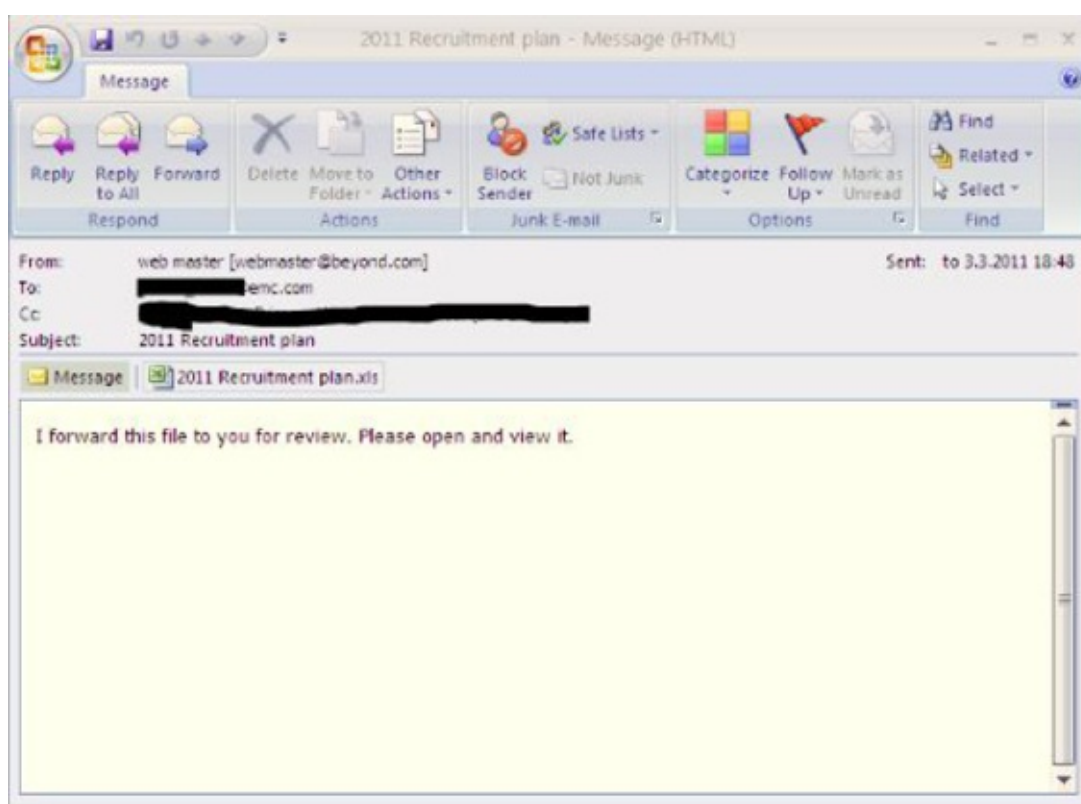 2011 Recruitment plan - Message (HTML)
Message
Reply
Reply to All
Forward
Delete
Move to Folder
Other Actions
Block Sender
Safe Lists
Not Junk
Categorize
Follow Up
Mark as Unread
Find
Related
Select
Respond
Actions
Junk E-mail
Options
Find
From: web master [webmaster@beyond.com] Sent: to 3.3.2011 18:48
To: emc.com
Cc:
Subject: 2011 Recruitment plan
Message 2011 Recruitment plan.xls
I forward this file to you for review. Please open and view it.